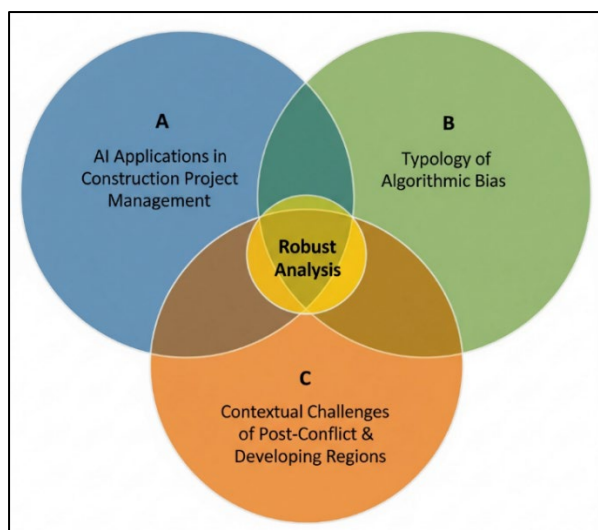 A
AI Applications in
Construction Project
Management
B
Typology of
Algorithmic Bias
Robust
Analysis
C
Contextual Challenges
of Post-Conflict &
Developing Regions